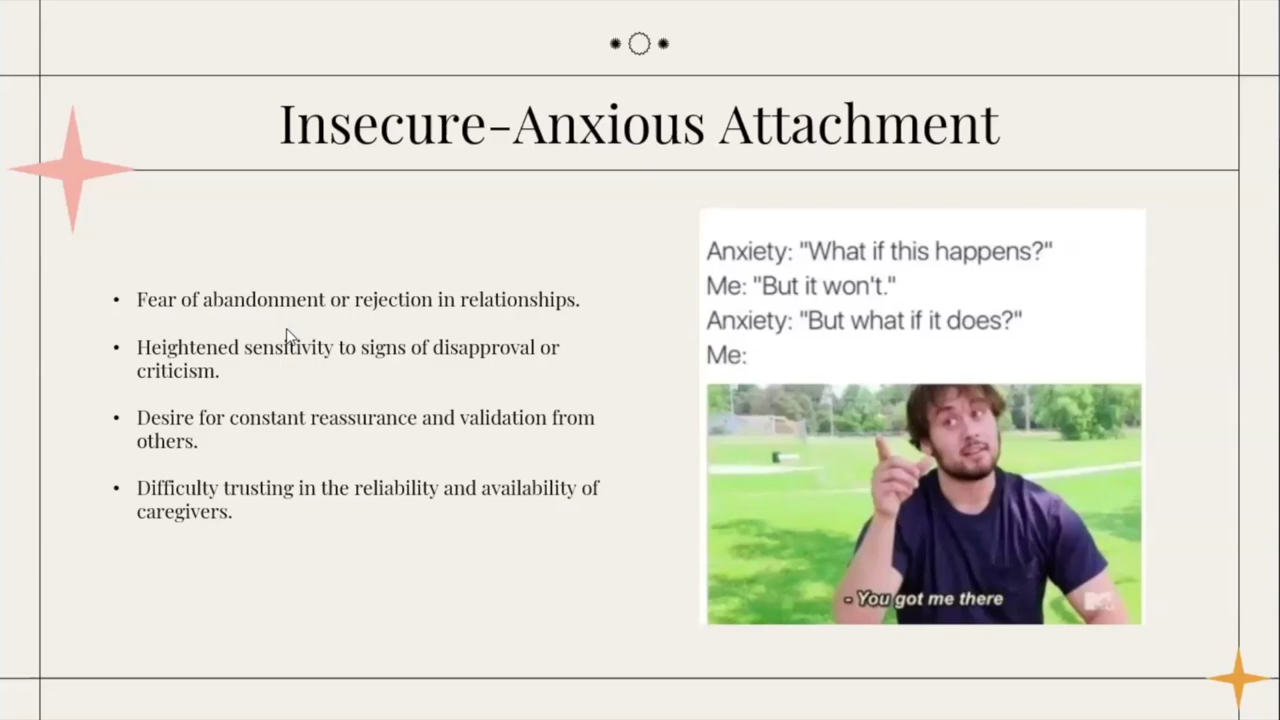 Insecure-Anxious Attachment
• Fear of abandonment or rejection in relationships.
• Heightened sensitivity to signs of disapproval or
criticism.
• Desire for constant reassurance and validation from
others.
• Difficulty trusting in the reliability and availability of
caregivers.
Anxiety: "What if this happens?"
Me: "But it won't."
Anxiety: "But what if it does?"
Me:
- You got me there
MTV